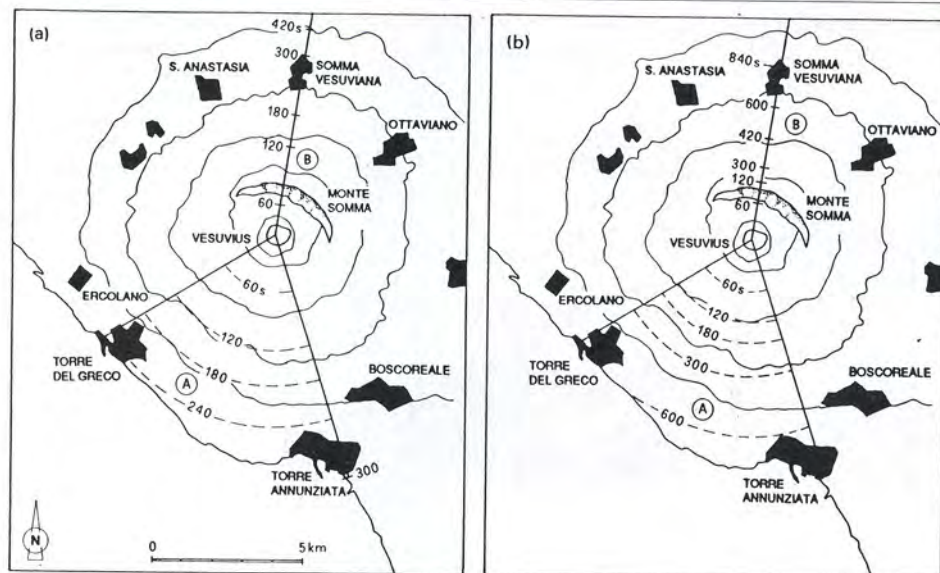 (a)
420s
300
SOMMA
VESUVIANA
S. ANASTASIA
180
OTTAVIANO
120
B
MONTE
SOMMA
60
VESUVIUS
60s
ERCOLANO
120
TORRE
DEL GRECO
180
BOSCOREALE
A
240
300
TORRE
ANNUNZIATA
N
0
5 km
(b)
840s
SOMMA
VESUVIANA
S. ANASTASIA
600
B
OTTAVIANO
420
300
120
MONTE
SOMMA
60
VESUVIUS
60s
ERCOLANO
120
180
TORRE
DEL GRECO
300
BOSCOREALE
A
600
TORRE
ANNUNZIATA